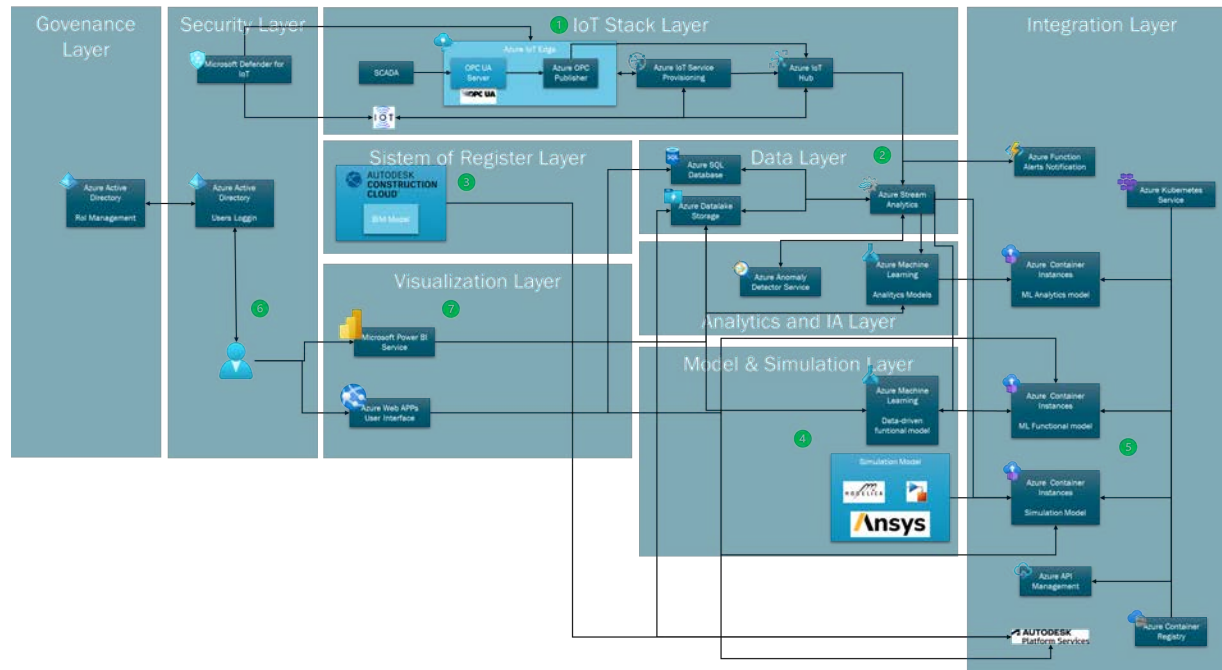 Govenance
Layer
Security Layer
1
IoT Stack Layer
Integration Layer
Microsoft Defender for
IoT
Azure IoT Edge
SCADA
OPC UA
Server
OPC UA
Azure OPC
Publisher
Azure IoT Service
Provisioning
Azure IoT
Hub
IOT
Sistem of Register Layer
3
AUTODESK
CONSTRUCTION
CLOUD
BIM Model
Data Layer
2
SQL
Azure SQL
Database
Azure Datalake
Storage
Azure Stream
Analytics
Azure Function
Alerts Notification
Azure Kubernetes
Service
Azure Active
Directory
Rol Management
Azure Active
Directory
Users Loggin
6
Visualization Layer
7
Microsoft Power BI
Service
Azure Web APPs
User Interface
Azure Anomaly
Detector Service
Azure Machine
Learning
Analitycs Models
Analytics and IA Layer
Azure Container
Instances
ML Analytics model
Model & Simulation Layer
4
Azure Machine
Learning
Data-driven
funtional model
Azure Container
Instances
ML Functional model
5
Simulation Model
MODELICA
Ansys
Azure Container
Instances
Simulation Model
Azure API
Management
AUTODESK
Platform Services
Azure Container
Registry